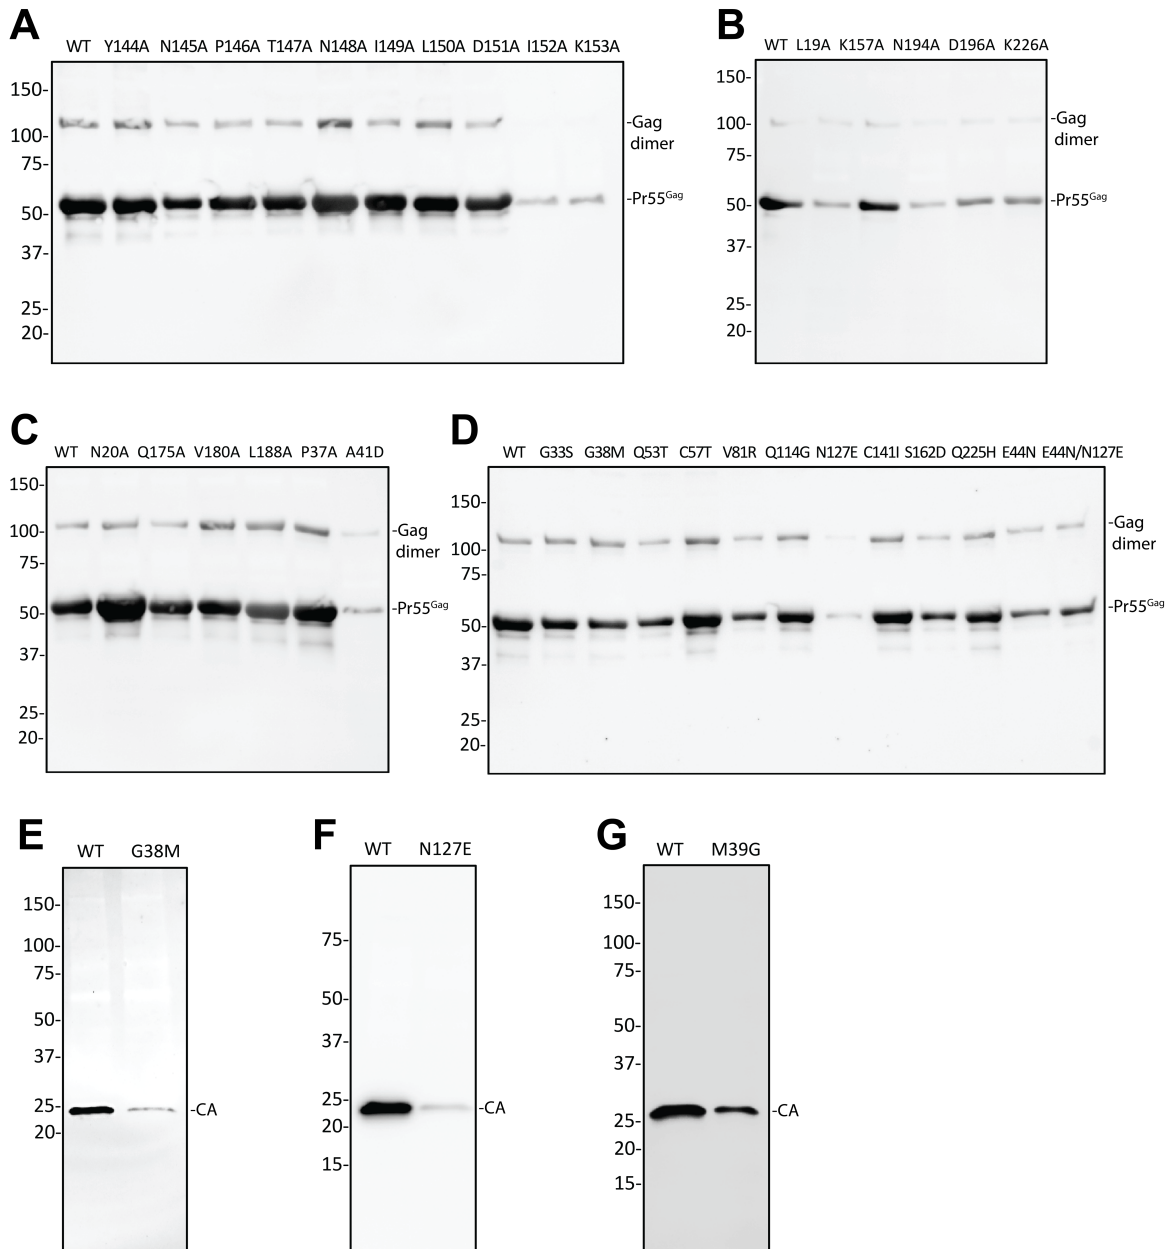 A
WT Y144A N145A P146A T147A N148A I149A L150A D151A I152A K153A
150-
100-
75-
50-
37-
25-
20-
-Gag
dimer
-Pr55Gag
B
WT L19A K157A N194A D196A K226A
150-
100-
75-
50-
37-
25-
20-
-Gag
dimer
-Pr55Gag
C
WT N20A Q175A V180A L188A P37A A41D
150-
100-
75-
50-
37-
25-
20-
-Gag
dimer
-Pr55Gag
D
WT G33S G38M Q53T C57T V81R Q114G N127E C141I S162D Q225H E44N E44N/N127E
150-
100-
75-
50-
37-
25-
20-
-Gag
dimer
-Pr55Gag
E
WT G38M
150-
100-
75-
50-
37-
25-
20-
-CA
F
WT N127E
75-
50-
37-
25-
20-
15-
-CA
G
WT M39G
150-
100-
75-
50-
37-
25-
20-
15-
-CA